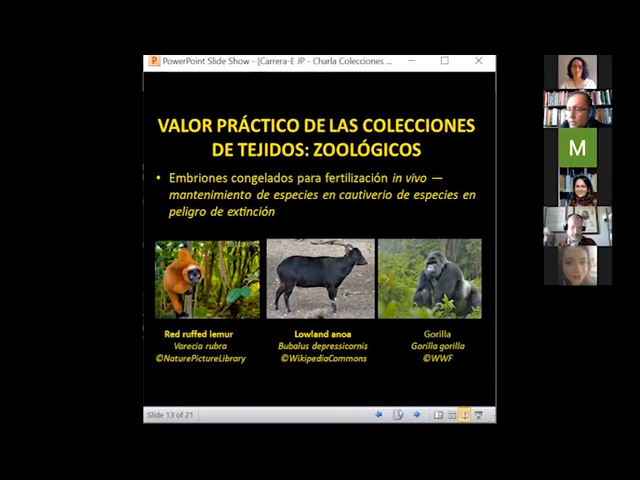 PowerPoint Slide Show - [Carrera-E JP - Charla Colecciones ...
VALOR PRÁCTICO DE LAS COLECCIONES
DE TEJIDOS: ZOOLÓGICOS
• Embriones congelados para fertilización in vivo —
mantenimiento de especies en cautiverio de especies en
peligro de extinción
Red ruffed lemur
Varecia rubra
©NaturePictureLibrary
Lowland anoa
Bubalus depressicornis
©WikipediaCommons
Gorilla
Gorilla gorilla
©WWF
Slide 13 of 21
M